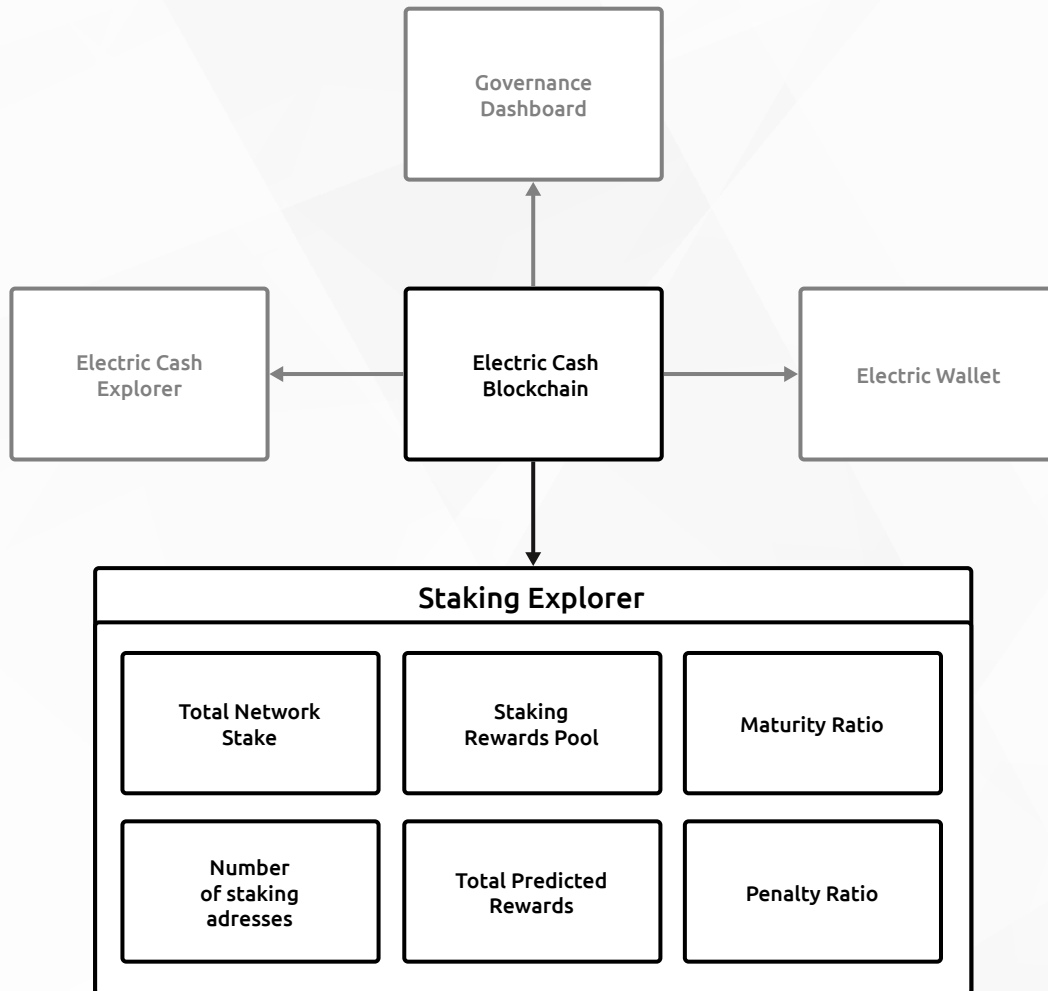 Governance
Dashboard
Electric Cash
Explorer
Electric Cash
Blockchain
Electric Wallet
Staking Explorer
Total Network
Stake
Staking
Rewards Pool
Maturity Ratio
Number
of staking
adresses
Total Predicted
Rewards
Penalty Ratio